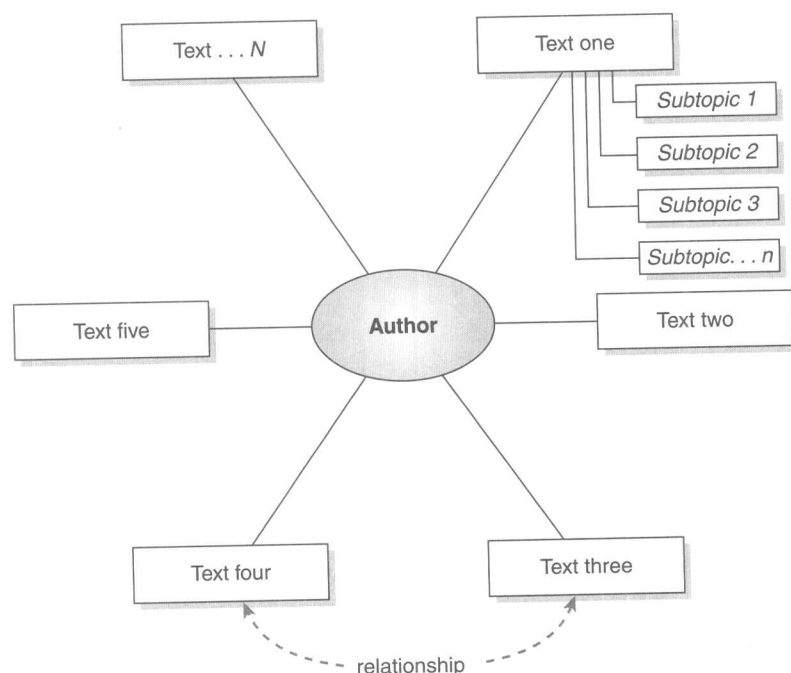 Text . . . N
Text one
Subtopic 1
Subtopic 2
Subtopic 3
Subtopic. . . n
Author
Text five
Text two
Text four
Text three
relationship